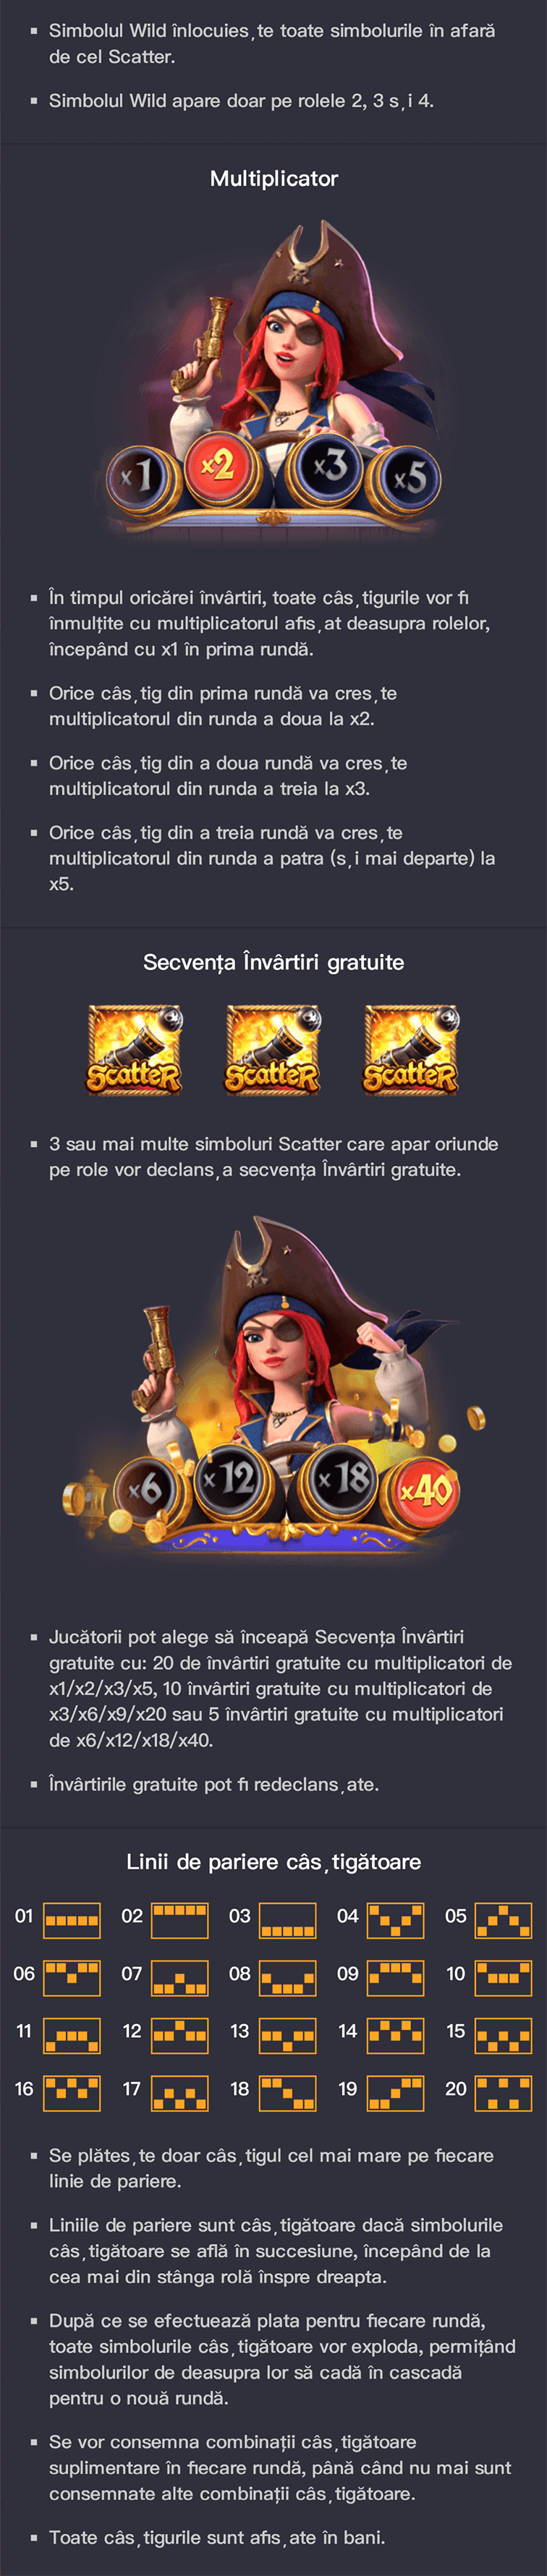 Simbolul Wild înlocuies‚te toate simbolurile în afară
de cel Scatter.
Simbolul Wild apare doar pe rolele 2, 3 s‚i 4.
Multiplicator
x1 x2 x3 x5
În timpul oricărei învârtiri, toate câs‚tigurile vor fi
înmulțite cu multiplicatorul afis‚at deasupra rolelor,
începând cu x1 în prima rundă.
Orice câs‚tig din prima rundă va cres‚te
multiplicatorul din runda a doua la x2.
Orice câs‚tig din a doua rundă va cres‚te
multiplicatorul din runda a treia la x3.
Orice câs‚tig din a treia rundă va cres‚te
multiplicatorul din runda a patra (s‚i mai departe) la
x5.
Secvența Învârtiri gratuite
Scatter Scatter Scatter
3 sau mai multe simboluri Scatter care apar oriunde
pe role vor declans‚a secvența Învârtiri gratuite.
x6 x12 x18 x40
Jucătorii pot alege să înceapă Secvența Învârtiri
gratuite cu: 20 de învârtiri gratuite cu multiplicatori de
x1/x2/x3/x5, 10 învârtiri gratuite cu multiplicatori de
x3/x6/x9/x20 sau 5 învârtiri gratuite cu multiplicatori
de x6/x12/x18/x40.
Învârtirile gratuite pot fi redeclans‚ate.
Linii de pariere câs‚tigătoare
01 02 03 04 05
06 07 08 09 10
11 12 13 14 15
16 17 18 19 20
Se plătes‚te doar câs‚tigul cel mai mare pe fiecare
linie de pariere.
Liniile de pariere sunt câs‚tigătoare dacă simbolurile
câs‚tigătoare se află în succesiune, începând de la
cea mai din stânga rolă înspre dreapta.
După ce se efectuează plata pentru fiecare rundă,
toate simbolurile câs‚tigătoare vor exploda, permițând
simbolurilor de deasupra lor să cadă în cascadă
pentru o nouă rundă.
Se vor consemna combinații câs‚tigătoare
suplimentare în fiecare rundă, până când nu mai sunt
consemnate alte combinații câs‚tigătoare.
Toate câs‚tigurile sunt afis‚ate în bani.